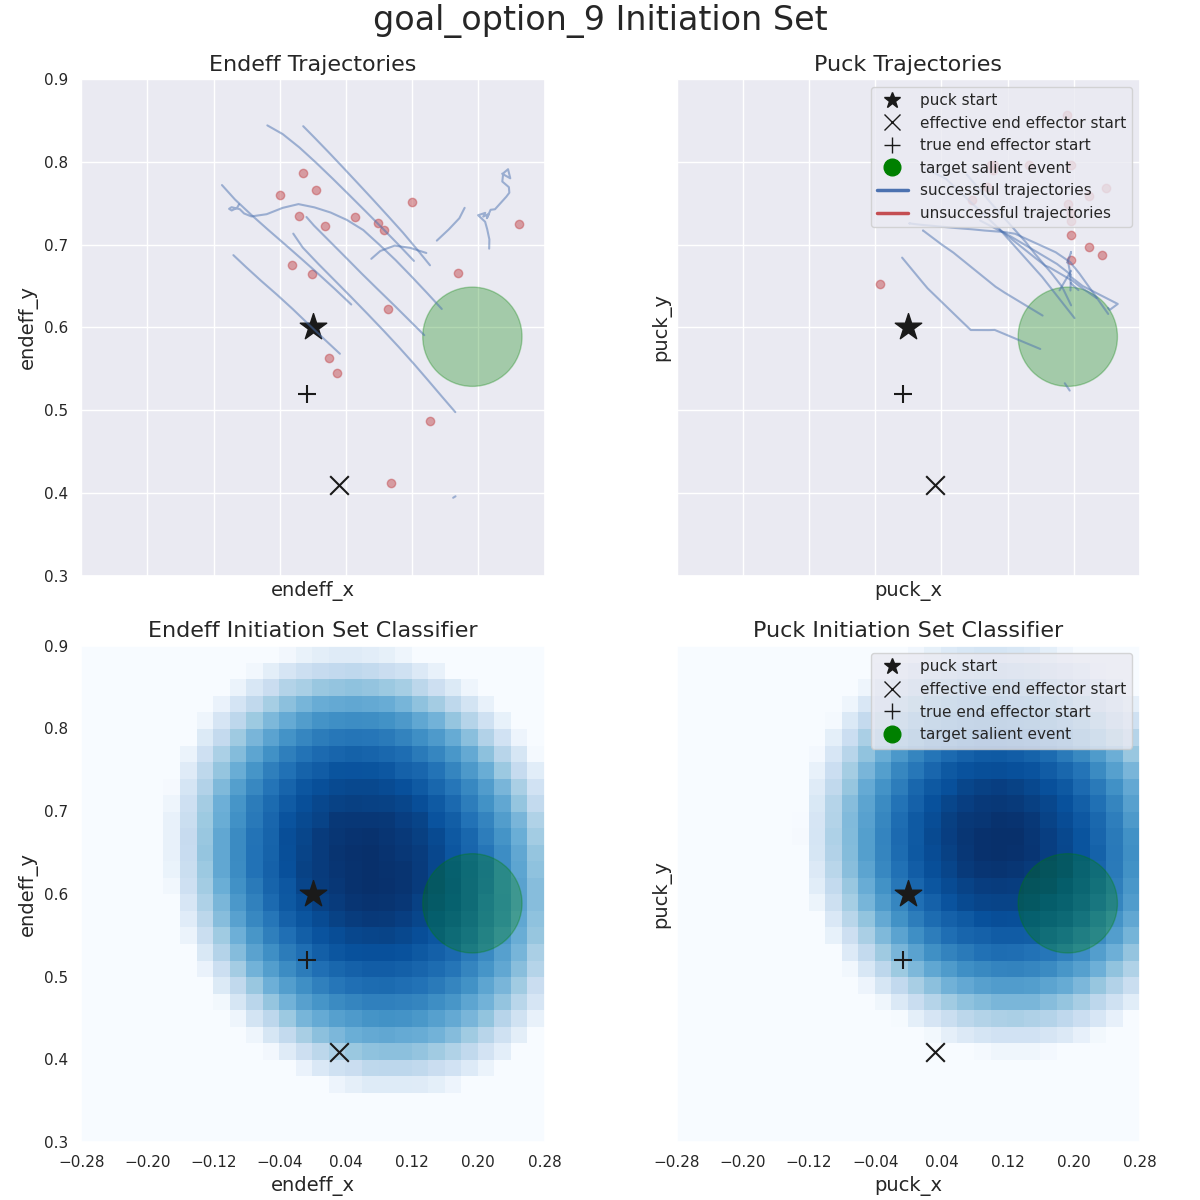 goal_option_9 Initiation Set
Endeff Trajectories
0.9
0.8
0.7
0.6
0.5
0.4
0.3
endeff_y
endeff_x
Puck Trajectories
puck start
effective end effector start
true end effector start
target salient event
successful trajectories
unsuccessful trajectories
puck_y
puck_x
Endeff Initiation Set Classifier
0.9
0.8
0.7
0.6
0.5
0.4
0.3
endeff_y
−0.28 −0.20 −0.12 −0.04 0.04 0.12 0.20 0.28
endeff_x
Puck Initiation Set Classifier
puck start
effective end effector start
true end effector start
target salient event
puck_y
−0.28 −0.20 −0.12 −0.04 0.04 0.12 0.20 0.28
puck_x